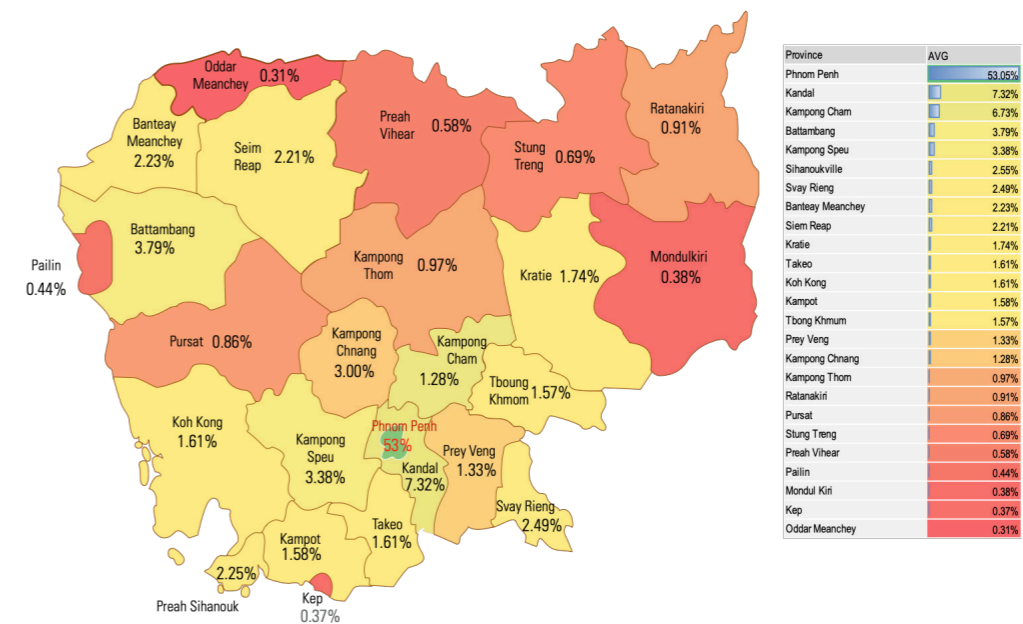 Oddar
Meanchey 0.31%
Banteay
Meanchey
2.23%
Seim
Reap 2.21%
Preah
Vihear 0.58%
Stung
Treng 0.69%
Ratanakiri
0.91%
Battambang
3.79%
Pailin
0.44%
Kampong
Thom 0.97%
Kratie 1.74%
Mondulkiri
0.38%
Pursat 0.86%
Kampong
Chnang
3.00%
Kampong
Cham
1.28%
Tboung
Khmom 1.57%
Koh Kong
1.61%
Kampong
Speu
3.38%
Phnom Penh
53%
Kandal
7.32%
Prey Veng
1.33%
Svay Rieng
2.49%
Takeo
1.61%
Kampot
1.58%
2.25%
Preah Sihanouk
Kep
0.37%
Province AVG
Phnom Penh 53.05%
Kandal 7.32%
Kampong Cham 6.73%
Battambang 3.79%
Kampong Speu 3.38%
Sihanoukville 2.55%
Svay Rieng 2.49%
Banteay Meanchey 2.23%
Siem Reap 2.21%
Kratie 1.74%
Takeo 1.61%
Koh Kong 1.61%
Kampot 1.58%
Tbong Khmum 1.57%
Prey Veng 1.33%
Kampong Chnang 1.28%
Kampong Thom 0.97%
Ratanakiri 0.91%
Pursat 0.86%
Stung Treng 0.69%
Preah Vihear 0.58%
Pailin 0.44%
Mondul Kiri 0.38%
Kep 0.37%
Oddar Meanchey 0.31%